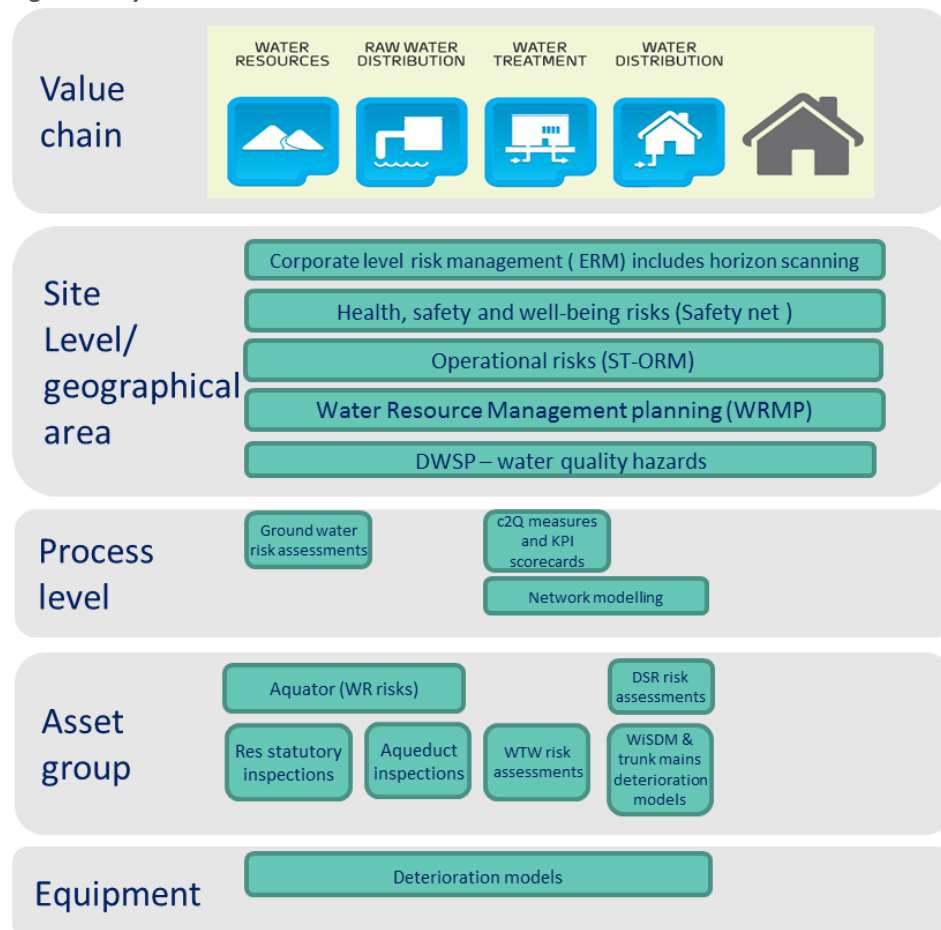 Value
chain
WATER
RESOURCES
RAW WATER
DISTRIBUTION
WATER
TREATMENT
WATER
DISTRIBUTION
Site
Level/
geographical
area
Corporate level risk management ( ERM) includes horizon scanning
Health, safety and well-being risks (Safety net )
Operational risks (ST-ORM)
Water Resource Management planning (WRMP)
DWSP – water quality hazards
Process
level
Ground water
risk assessments
c2Q measures
and KPI
scorecards
Network modelling
Asset
group
Aquator (WR risks)
DSR risk
assessments
Res statutory
inspections
Aqueduct
inspections
WTW risk
assessments
WiSDM &
trunk mains
deterioration
models
Equipment
Deterioration models